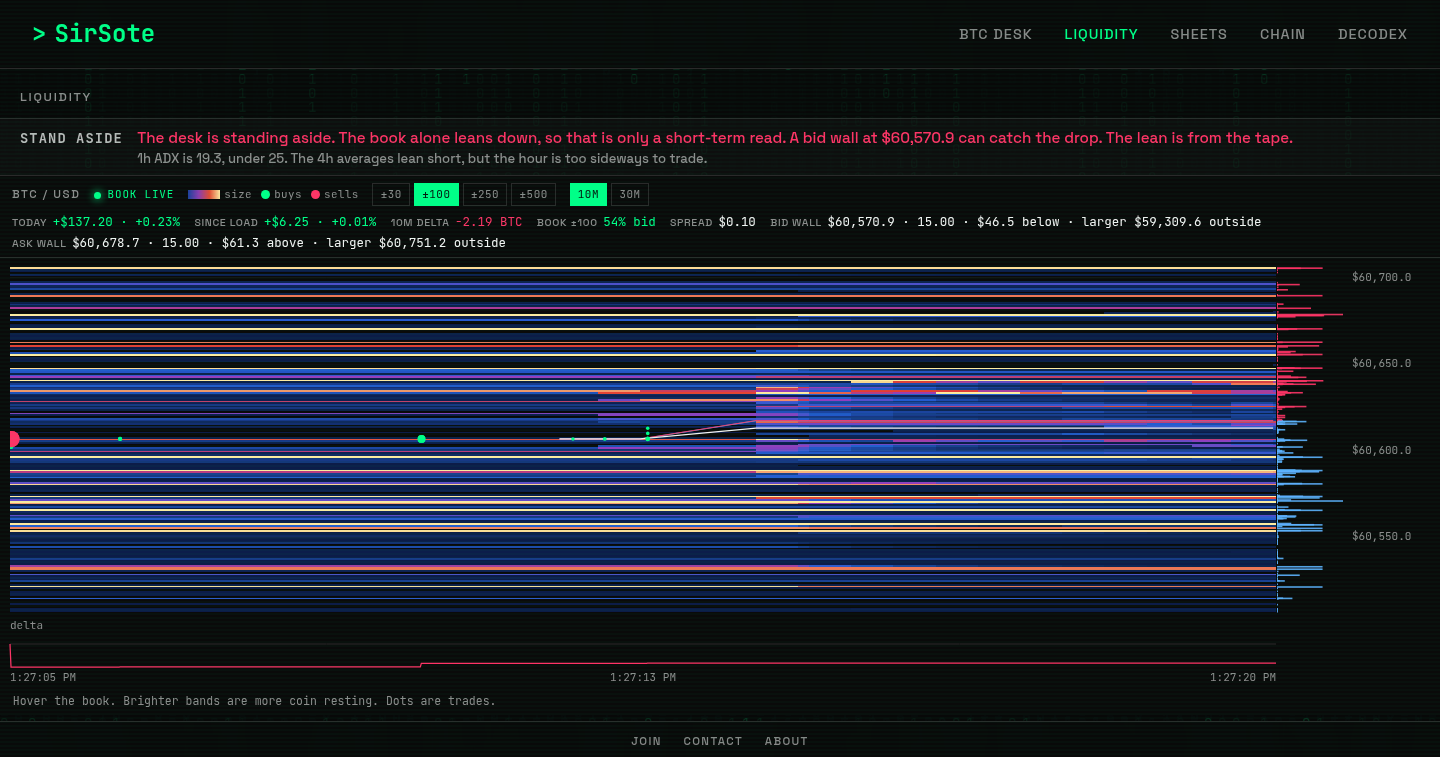 > SirSote
BTC DESK LIQUIDITY SHEETS CHAIN DECODEX
LIQUIDITY
STAND ASIDE The desk is standing aside. The book alone leans down, so that is only a short-term read. A bid wall at $60,570.9 can catch the drop. The lean is from the tape.
1h ADX is 19.3, under 25. The 4h averages lean short, but the hour is too sideways to trade.
BTC / USD BOOK LIVE size buys sells ±30 ±100 ±250 ±500 10M 30M
TODAY +$137.20 · +0.23% SINCE LOAD +$6.25 · +0.01% 10M DELTA -2.19 BTC BOOK ±100 54% bid SPREAD $0.10 BID WALL $60,570.9 · 15.00 · $46.5 below · larger $59,309.6 outside
ASK WALL $60,678.7 · 15.00 · $61.3 above · larger $60,751.2 outside
$60,700.0
$60,650.0
$60,600.0
$60,550.0
delta
1:27:05 PM 1:27:13 PM 1:27:20 PM
Hover the book. Brighter bands are more coin resting. Dots are trades.
JOIN CONTACT ABOUT